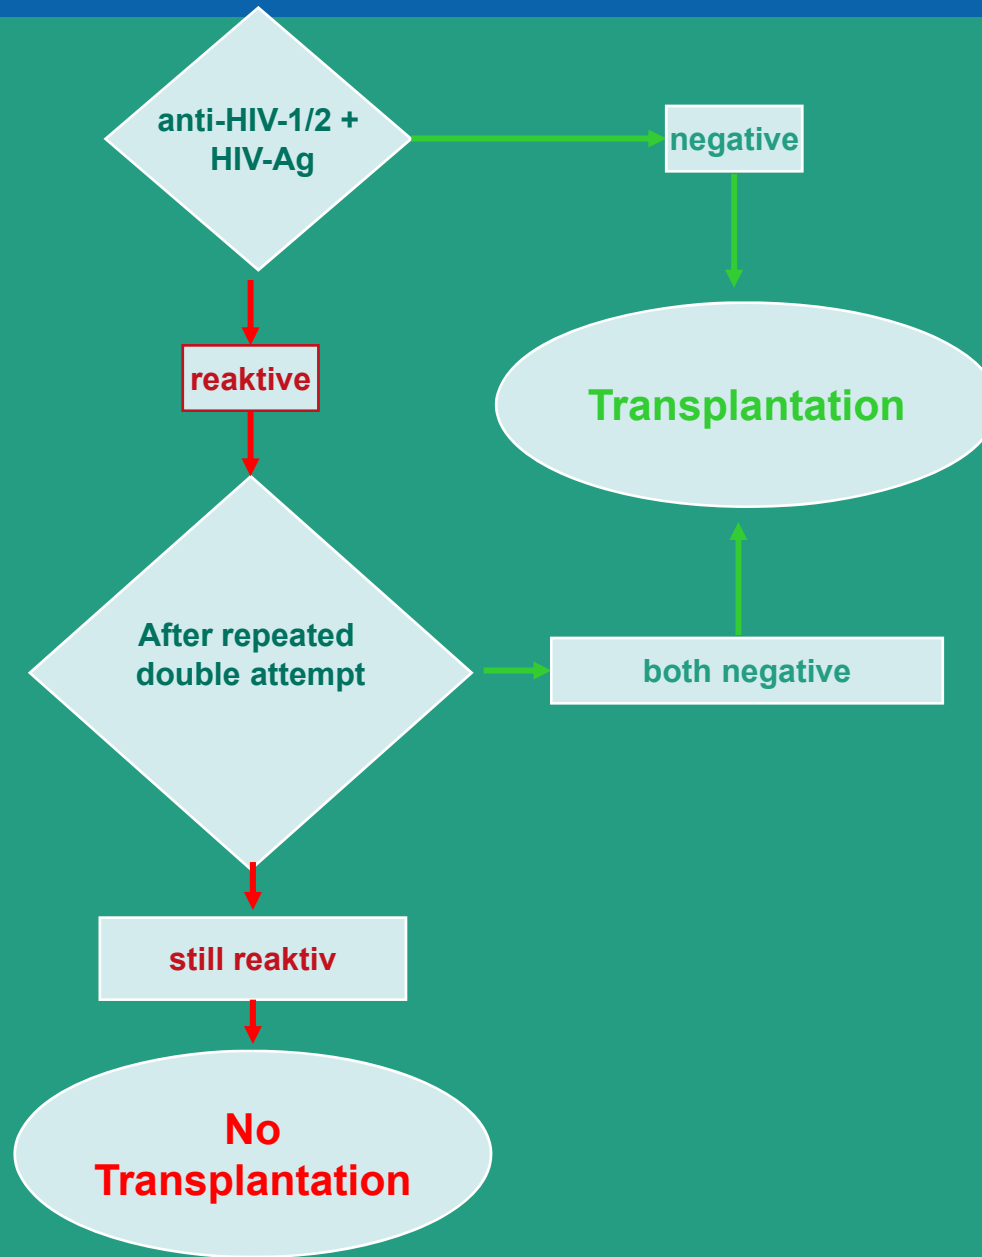 anti-HIV-1/2 +
HIV-Ag
negative
reaktive
Transplantation
After repeated
double attempt
both negative
still reaktiv
No
Transplantation